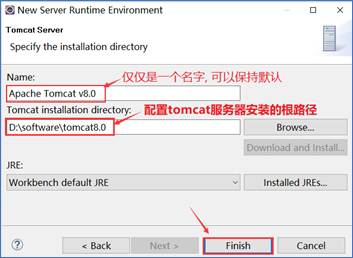 New Server Runtime Environment
Tomcat Server
Specify the installation directory
Name:
仅仅是一个名字, 可以保持默认
Apache Tomcat v8.0
Tomcat installation directory:
配置tomcat服务器安装的根路径
D:\software\tomcat8.0
Browse...
Download and Install...
JRE:
Workbench default JRE
Installed JREs...
?
< Back
Next >
Finish
Cancel